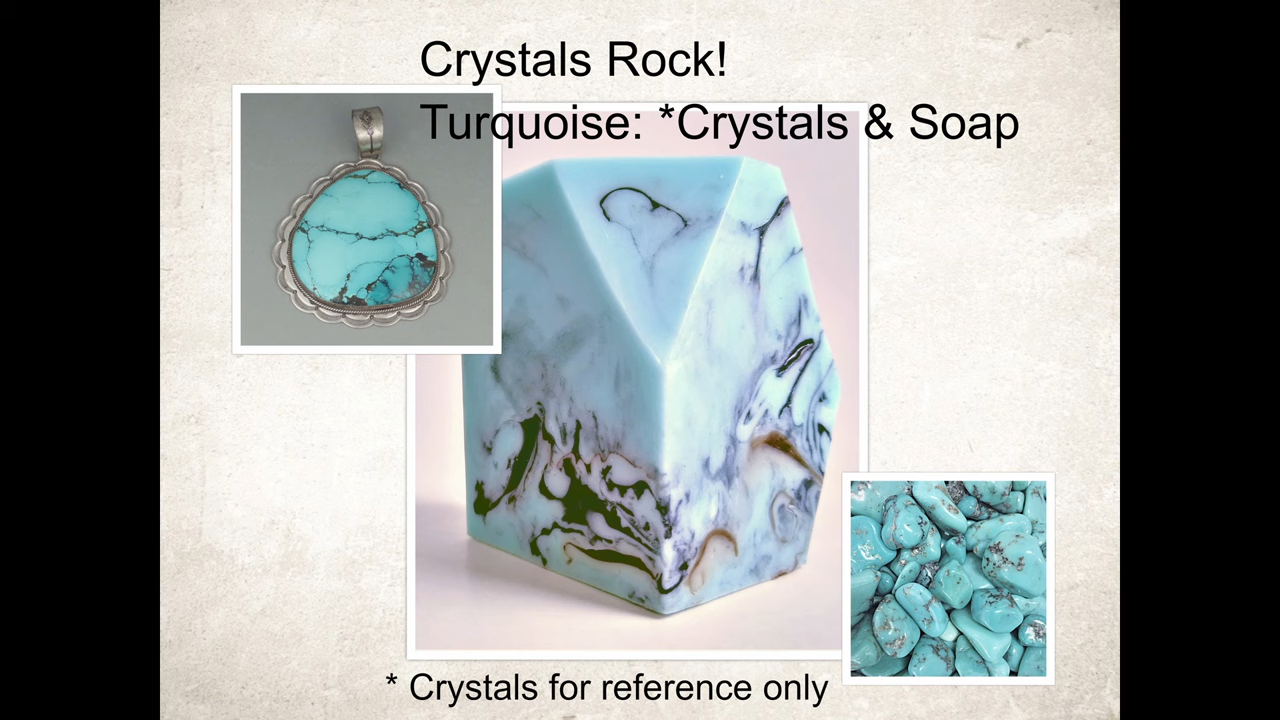 Crystals Rock!
Turquoise: *Crystals & Soap
* Crystals for reference only